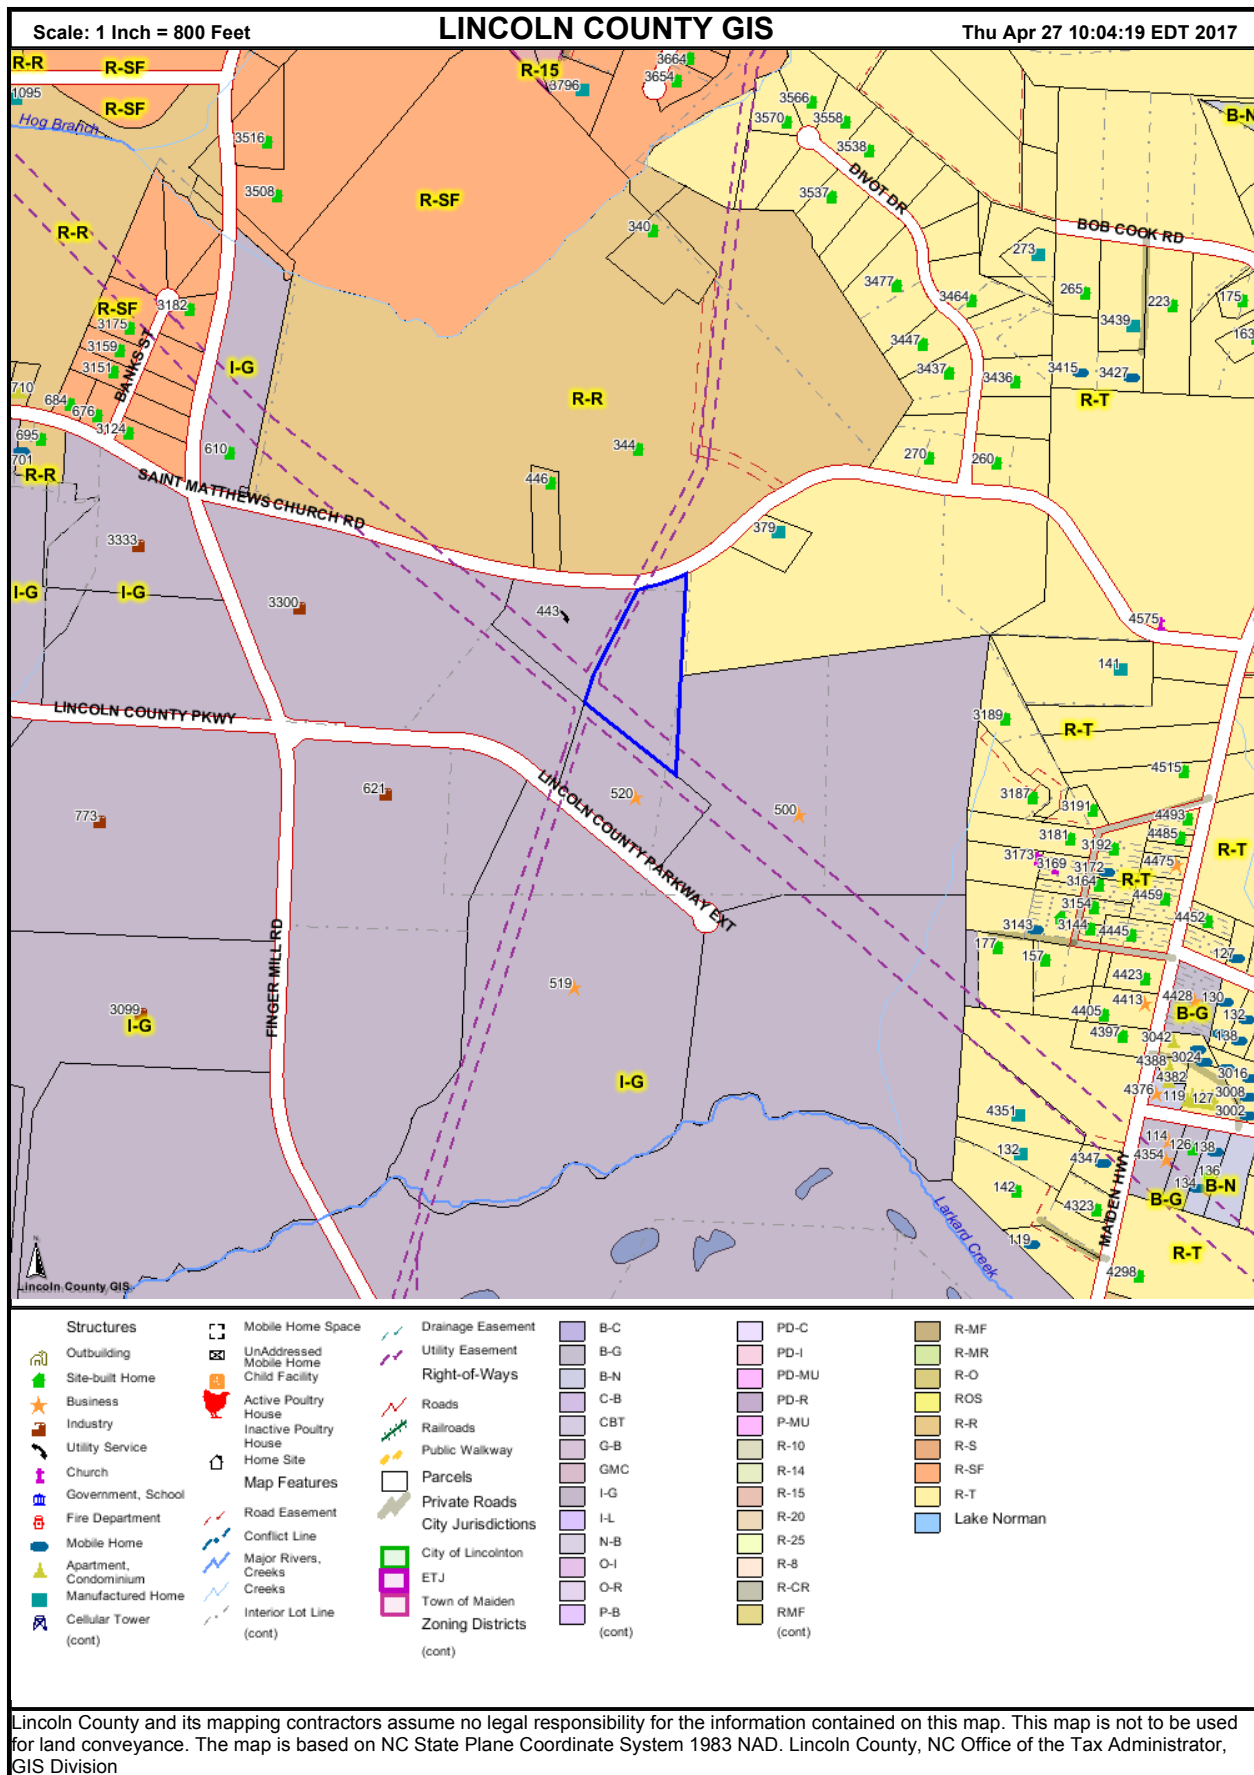 Scale: 1 Inch = 800 Feet
LINCOLN COUNTY GIS
Thu Apr 27 10:04:19 EDT 2017
R-R
R-SF
R-15
3664
3654
3796
1095
R-SF
Hog Branch
3566
3570
3558
3538
B-N
3516
3508
R-SF
3537
DIVOT DR
340
BOB COOK RD
R-R
273
R-SF
3182
3175
3159
3151
BANKS ST
I-G
3477
3464
265
223
175
3439
163
3447
3437
3436
3415
3427
R-T
710
684
676
3124
695
701
R-R
610
R-R
344
446
270
260
SAINT MATTHEWS CHURCH RD
379
3333
I-G
I-G
3300
443
4575
141
LINCOLN COUNTY PKWY
3189
R-T
621
520
500
773
LINCOLN COUNTY PARKWAY EXT
4515
3187
3191
4493
3181
3192
4485
3173
3169
3172
4475
R-T
3164
R-T
4459
3154
4452
3143
3144
4445
177
157
127
FINGER MILL RD
519
4423
4413
4428
130
B-G
132
3099
I-G
4405
4397
3042
138
4388
3024
4382
3016
4376
119
127
3008
3002
I-G
4351
132
4347
114
126
138
4354
136
134
B-N
B-G
142
4323
MAIDEN HWY
Larkard Creek
119
R-T
4298
N
Lincoln County GIS
Structures
Outbuilding
Site-built Home
Business
Industry
Utility Service
Church
Government, School
Fire Department
Mobile Home
Apartment,
Condominium
Manufactured Home
Cellular Tower
(cont)
Mobile Home Space
UnAddressed
Mobile Home
Child Facility
Active Poultry
House
Inactive Poultry
House
Home Site
Map Features
Road Easement
Conflict Line
Major Rivers,
Creeks
Creeks
Interior Lot Line
(cont)
Drainage Easement
Utility Easement
Right-of-Ways
Roads
Railroads
Public Walkway
Parcels
Private Roads
City Jurisdictions
City of Lincolnton
ETJ
Town of Maiden
Zoning Districts
(cont)
B-C
B-G
B-N
C-B
CBT
G-B
GMC
I-G
I-L
N-B
O-I
O-R
P-B
(cont)
PD-C
PD-I
PD-MU
PD-R
P-MU
R-10
R-14
R-15
R-20
R-25
R-8
R-CR
RMF
(cont)
R-MF
R-MR
R-O
ROS
R-R
R-S
R-SF
R-T
Lake Norman
Lincoln County and its mapping contractors assume no legal responsibility for the information contained on this map. This map is not to be used
for land conveyance. The map is based on NC State Plane Coordinate System 1983 NAD. Lincoln County, NC Office of the Tax Administrator,
GIS Division